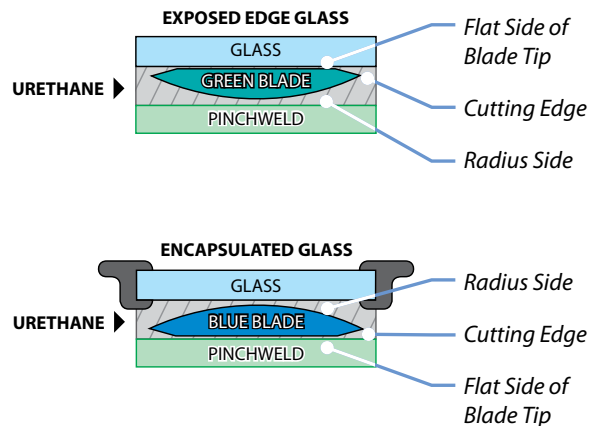 EXPOSED EDGE GLASS
GLASS
GREEN BLADE
URETHANE
PINCHWELD
Flat Side of
Blade Tip
Cutting Edge
Radius Side
ENCAPSULATED GLASS
GLASS
BLUE BLADE
URETHANE
PINCHWELD
Radius Side
Cutting Edge
Flat Side of
Blade Tip